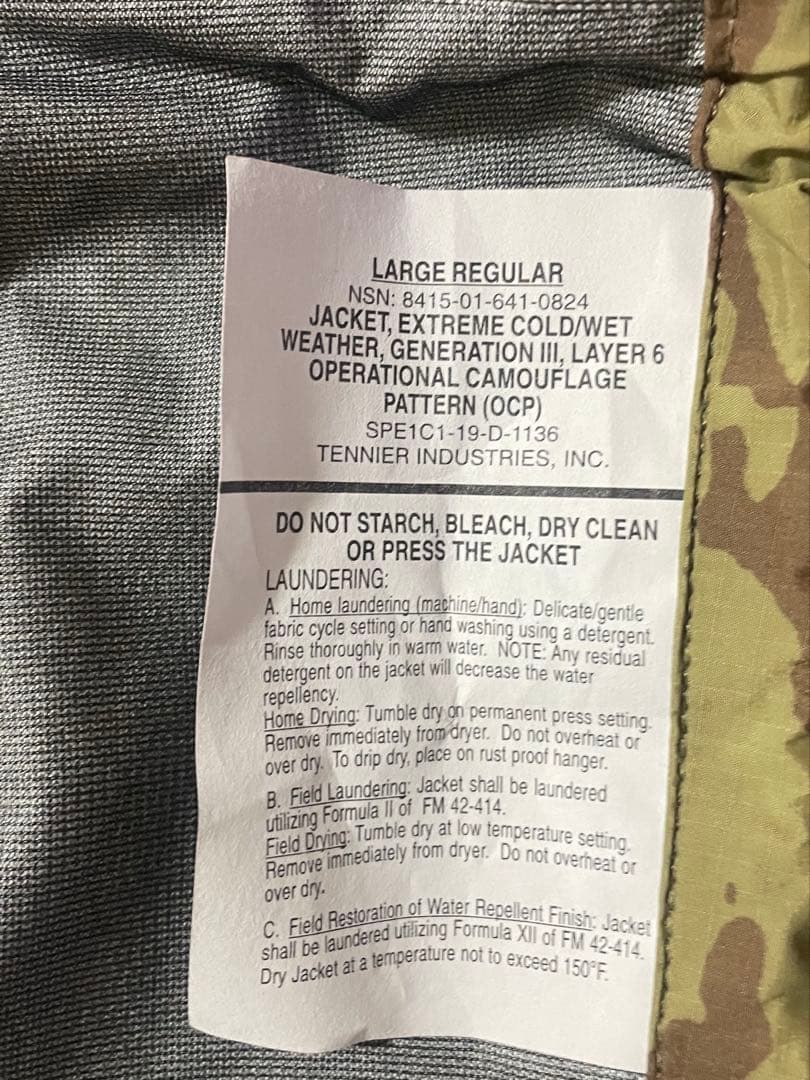 LARGE REGULAR
NSN: 8415-01-641-0824
JACKET, EXTREME COLD/WET
WEATHER, GENERATION III, LAYER 6
OPERATIONAL CAMOUFLAGE
PATTERN (OCP)
SPE1C1-19-D-1136
TENNIER INDUSTRIES, INC.
DO NOT STARCH, BLEACH, DRY CLEAN
OR PRESS THE JACKET
LAUNDERING:
A. Home laundering (machine/hand): Delicate/gentle
fabric cycle setting or hand washing using a detergent.
Rinse thoroughly in warm water. NOTE: Any residual
detergent on the jacket will decrease the water
repellency.
Home Drying: Tumble dry on permanent press setting.
Remove immediately from dryer. Do not overheat or
over dry. To drip dry, place on rust proof hanger.
B. Field Laundering: Jacket shall be laundered
utilizing Formula II of FM 42-414.
Field Drying: Tumble dry at low temperature setting.
Remove immediately from dryer. Do not overheat or
over dry.
C. Field Restoration of Water Repellent Finish: Jacket
shall be laundered utilizing Formula XII of FM 42-414.
Dry Jacket at a temperature not to exceed 150°F.